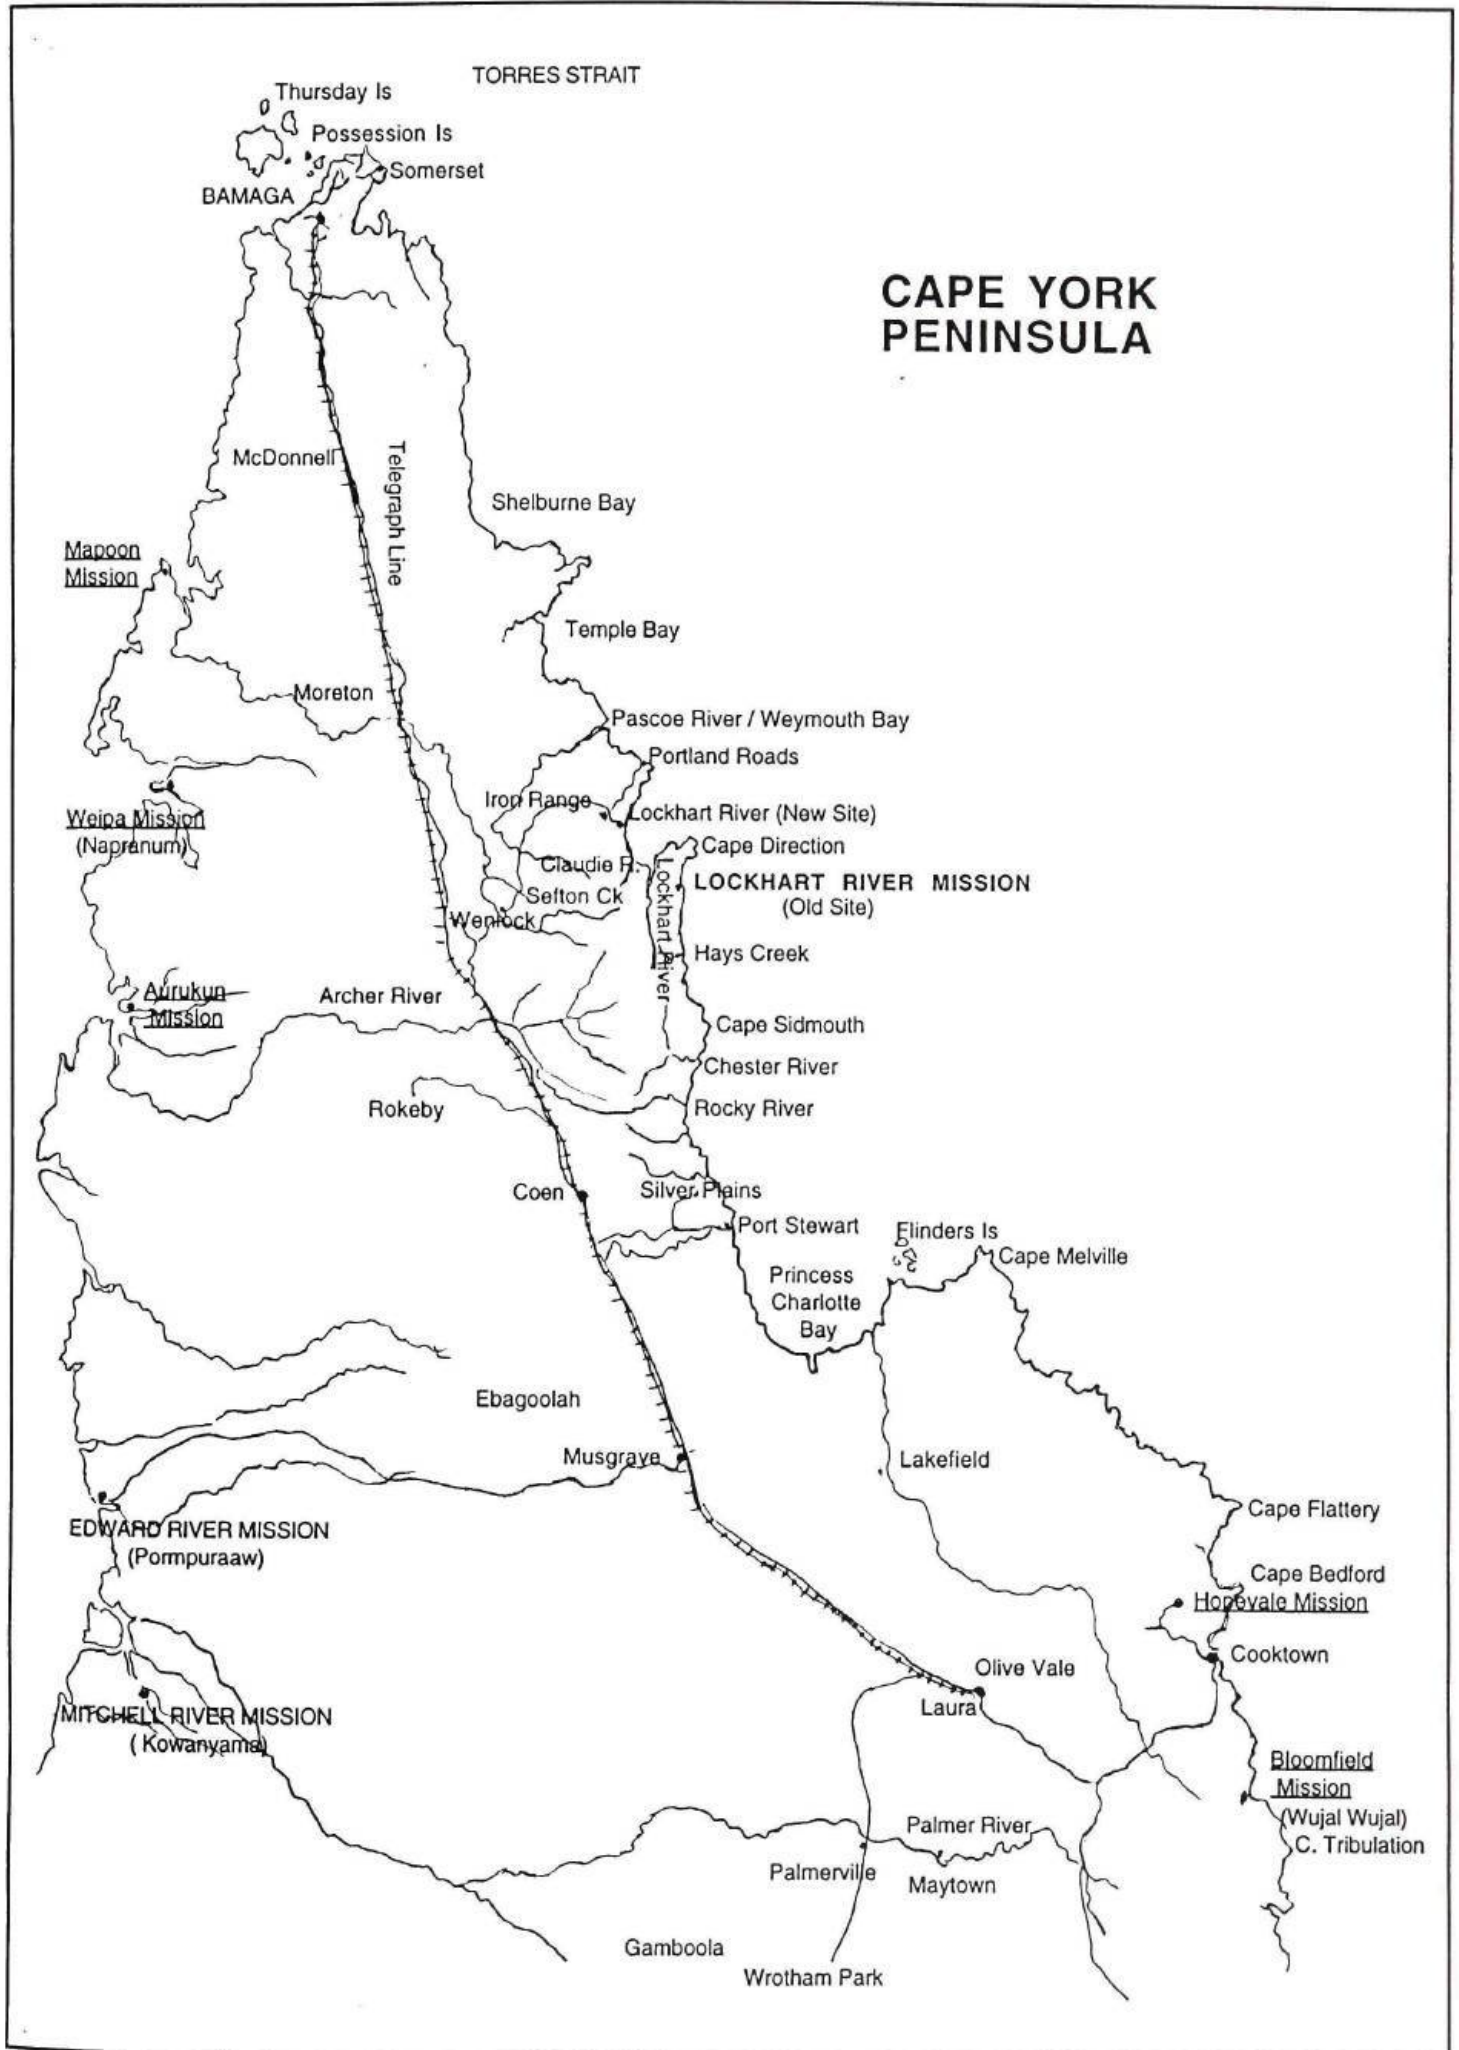 TORRES STRAIT
Thursday Is
Possession Is
Somerset
BAMAGA
CAPE YORK
PENINSULA
McDonnell
Telegraph Line
Shelburne Bay
Mapoon
Mission
Temple Bay
Moreton
Pascoe River / Weymouth Bay
Portland Roads
Iron Range
Lockhart River (New Site)
Weipa Mission
(Napranum)
Cape Direction
Claudie R.
Lockhart River
LOCKHART RIVER MISSION
(Old Site)
Sefton Ck
Wenlock
Hays Creek
Aurukun
Mission
Archer River
Cape Sidmouth
Chester River
Rokeby
Rocky River
Coen
Silver Plains
Port Stewart
Flinders Is
Cape Melville
Princess
Charlotte
Bay
Ebagoolah
Musgrave
Lakefield
Cape Flattery
EDWARD RIVER MISSION
(Pormpuraaw)
Cape Bedford
Hopevale Mission
Cooktown
Olive Vale
Laura
MITCHELL RIVER MISSION
( Kowanyama)
Bloomfield
Mission
(Wujal Wujal)
C. Tribulation
Palmer River
Palmerville
Maytown
Gamboola
Wrotham Park